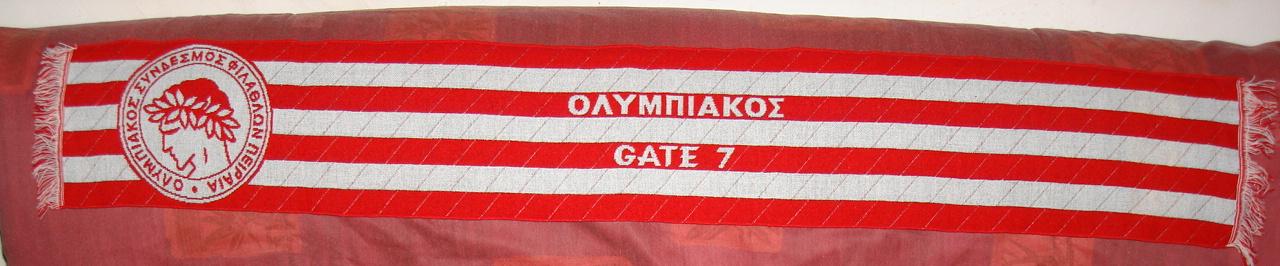 ΟΛΥΜΠΙΑΚΟΣ ΣΥΝΔΕΣΜΟΣ ΦΙΛΑΘΛΩΝ ΠΕΙΡΑΙΑ •
ΟΛΥΜΠΙΑΚΟΣ
GATE 7